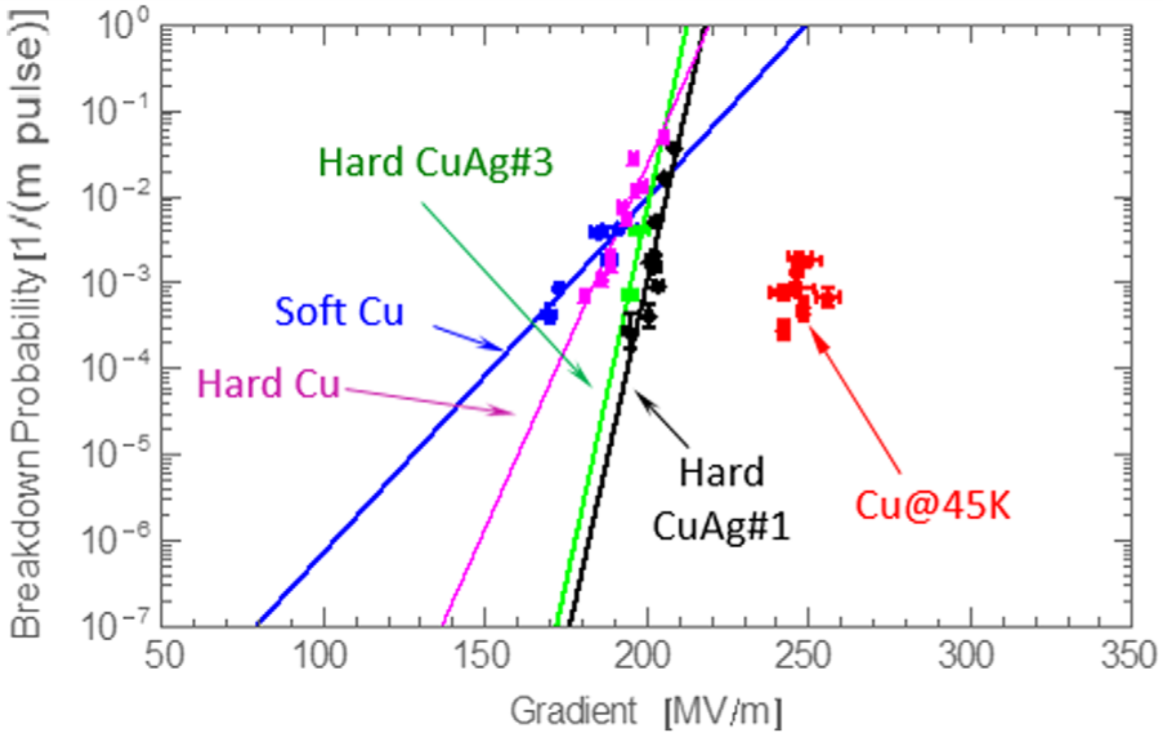 Breakdown Probability [1/(m pulse)]
10⁰
10⁻¹
10⁻²
10⁻³
10⁻⁴
10⁻⁵
10⁻⁶
10⁻⁷
Hard CuAg#3
Soft Cu
Hard Cu
Hard
CuAg#1
Cu@45K
50 100 150 200 250 300 350
Gradient [MV/m]